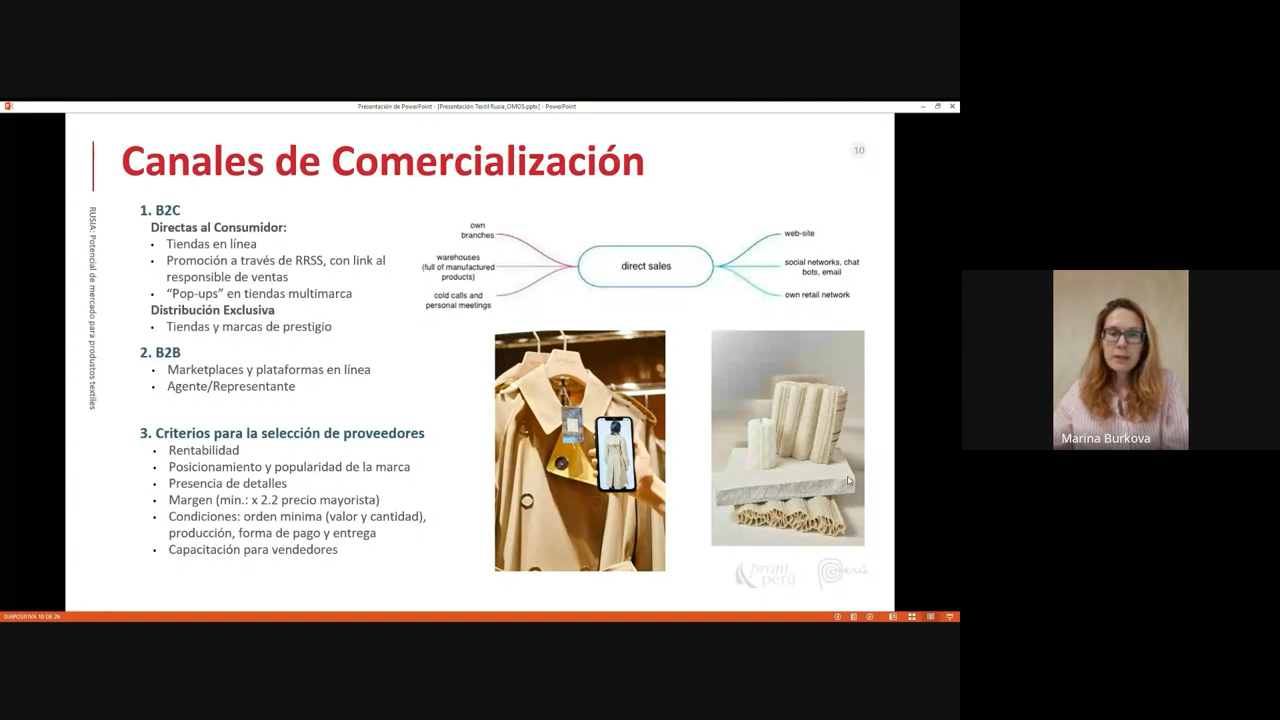 Presentación de PowerPoint - [Presentación Textil Rusia_OMOS.pptx] - PowerPoint
Canales de Comercialización
10
RUSIA: Potencial de mercado para produstos textiles
1. B2C
Directas al Consumidor:
• Tiendas en línea
• Promoción a través de RRSS, con link al
responsible de ventas
• “Pop-ups” en tiendas multimarca
Distribución Exclusiva
• Tiendas y marcas de prestigio
2. B2B
• Marketplaces y plataformas en línea
• Agente/Representante
3. Criterios para la selección de proveedores
• Rentabilidad
• Posicionamiento y popularidad de la marca
• Presencia de detalles
• Margen (min.: x 2.2 precio mayorista)
• Condiciones: orden minima (valor y cantidad),
producción, forma de pago y entrega
• Capacitación para vendedores
own
branches
warehouses
(full of manufactured
products)
cold calls and
personal meetings
direct sales
web-site
social networks, chat
bots, email
own retail network
prom
perú
Perú
DIAPOSITIVA 10 DE 26
Marina Burkova